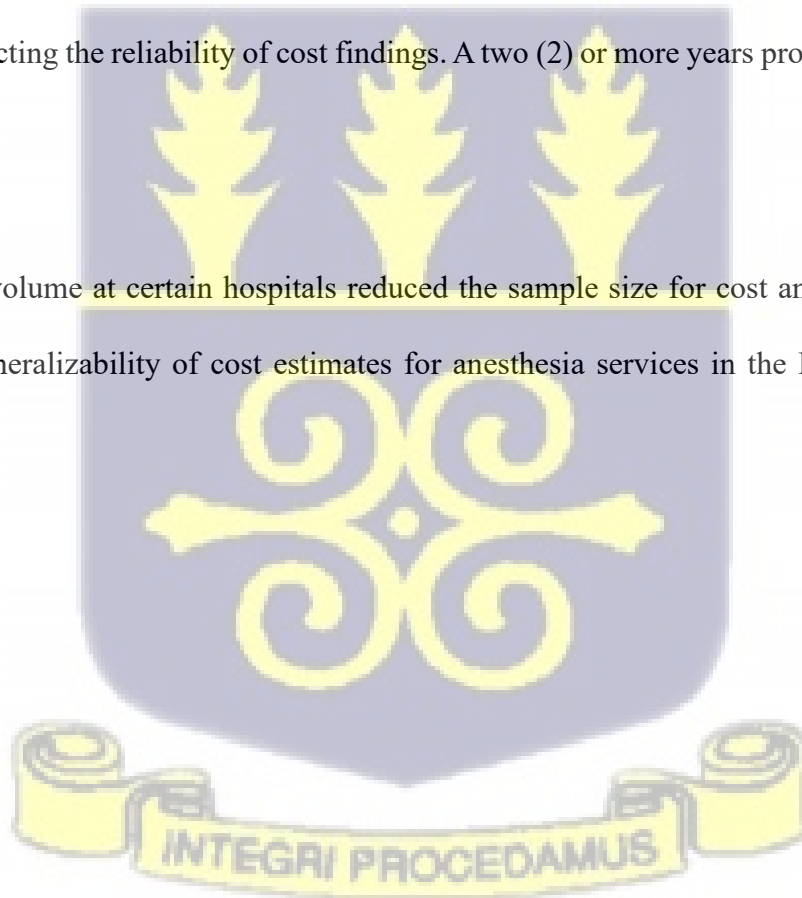 cting the reliability of cost findings. A two (2) or more years pro
volume at certain hospitals reduced the sample size for cost an
neralizability of cost estimates for anesthesia services in the
INTEGRI PROCEDAMUS